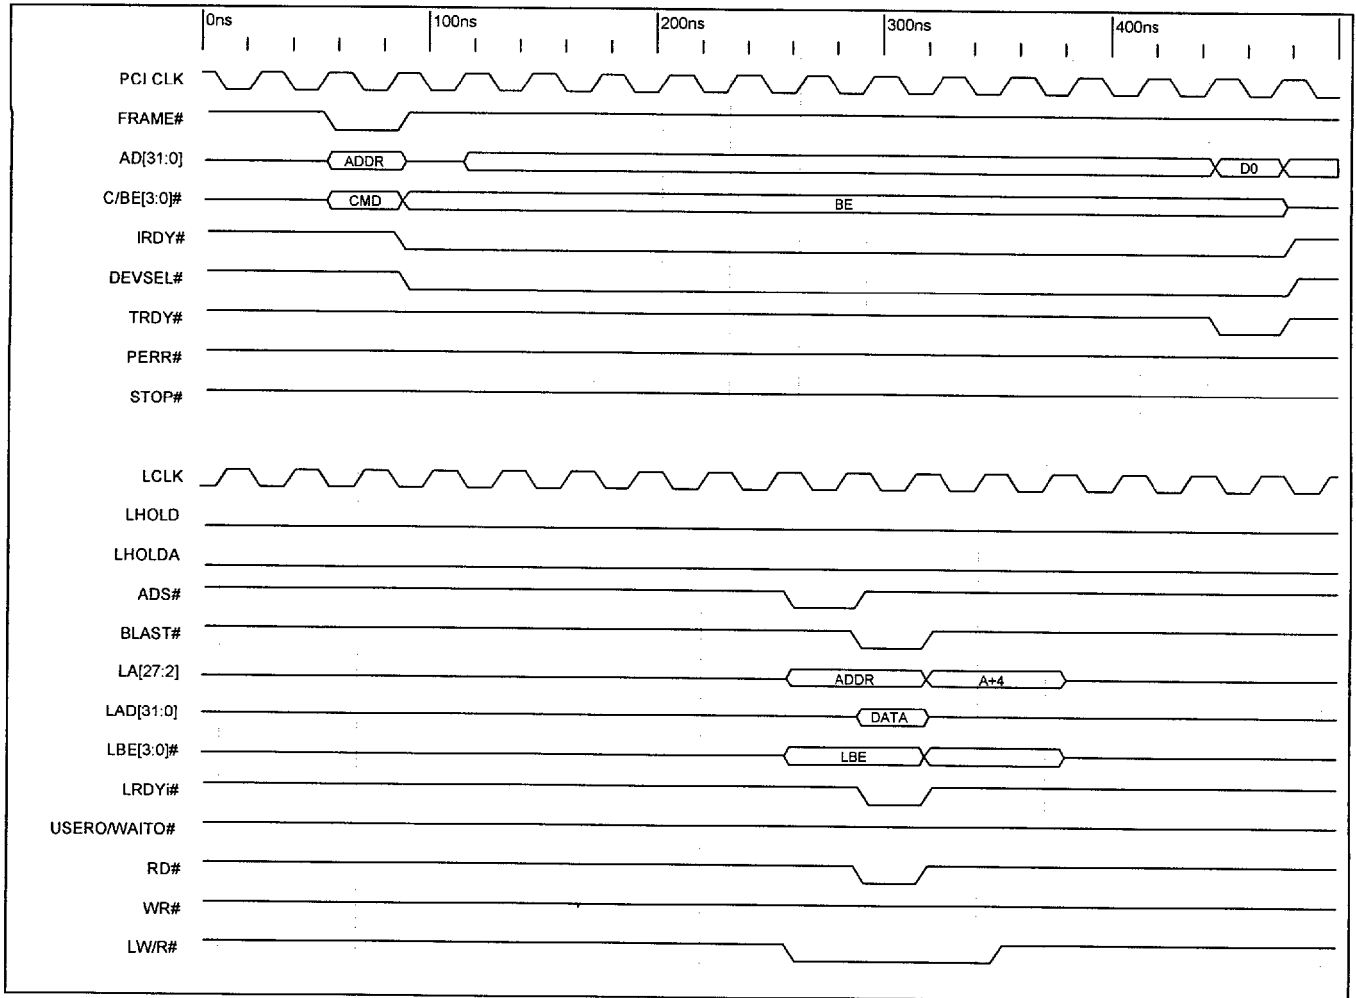 0ns 100ns 200ns 300ns 400ns
PCI CLK
FRAME#
AD[31:0] ADDR D0
C/BE[3:0]# CMD BE
IRDY#
DEVSEL#
TRDY#
PERR#
STOP#
LCLK
LHOLD
LHOLDA
ADS#
BLAST#
LA[27:2] ADDR A+4
LAD[31:0] DATA
LBE[3:0]# LBE
LRDYi#
USERO/WAITO#
RD#
WR#
LW/R#